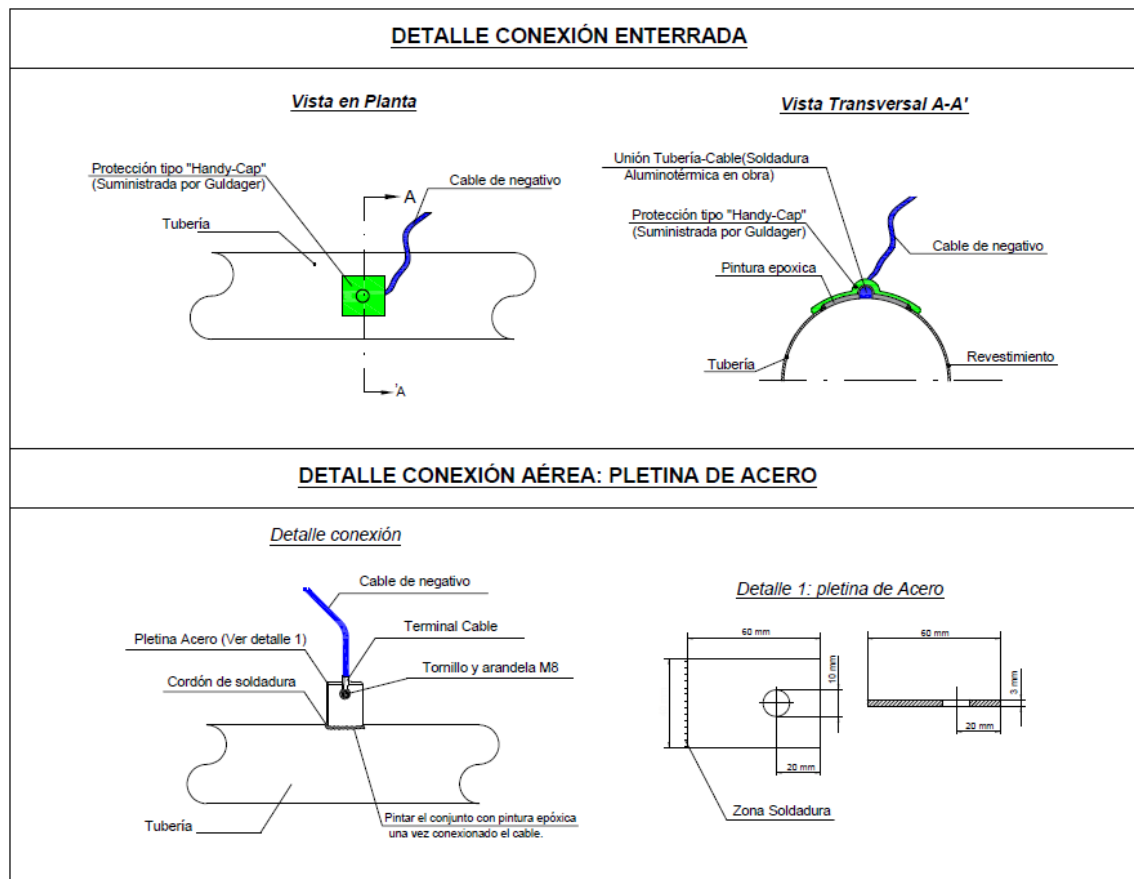 DETALLE CONEXIÓN ENTERRADA
Vista en Planta
Protección tipo "Handy-Cap"
(Suministrada por Guldager)
Cable de negativo
A
Tubería
'A
Vista Transversal A-A'
Unión Tubería-Cable(Soldadura
Aluminotérmica en obra)
Protección tipo "Handy-Cap"
(Suministrada por Guldager)
Cable de negativo
Pintura epoxica
Tubería
Revestimiento
DETALLE CONEXIÓN AÉREA: PLETINA DE ACERO
Detalle conexión
Cable de negativo
Terminal Cable
Pletina Acero (Ver detalle 1)
Tornillo y arandela M8
Cordón de soldadura
Tubería
Pintar el conjunto con pintura epóxica
una vez conexionado el cable.
Detalle 1: pletina de Acero
60 mm
60 mm
10 mm
3 mm
20 mm
20 mm
Zona Soldadura